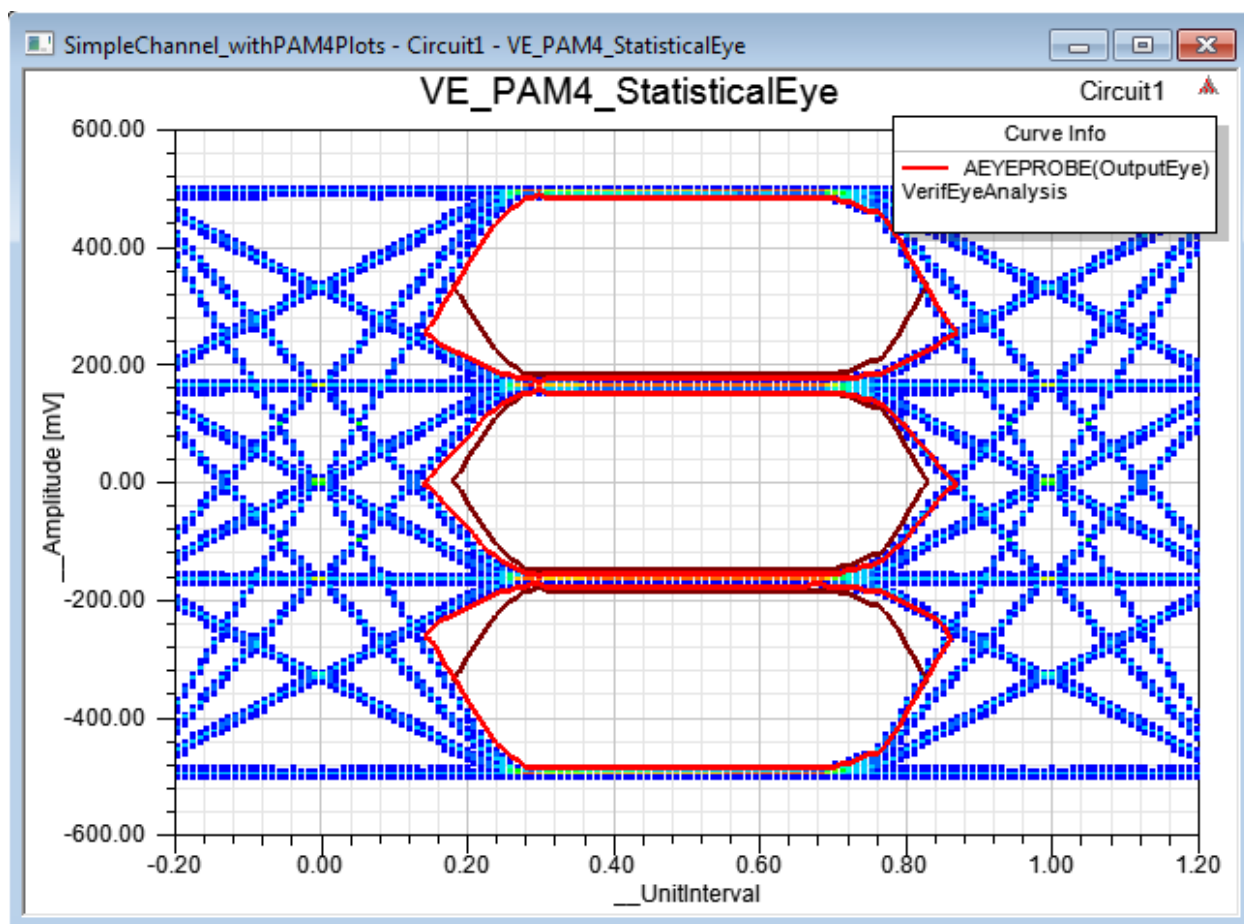 SimpleChannel_withPAM4Plots - Circuit1 - VE_PAM4_StatisticalEye
VE_PAM4_StatisticalEye
Circuit1
Curve Info
AEYEPROBE(OutputEye)
VerifEyeAnalysis
600.00
400.00
200.00
0.00
-200.00
-400.00
-600.00
__Amplitude [mV]
-0.20 0.00 0.20 0.40 0.60 0.80 1.00 1.20
__UnitInterval